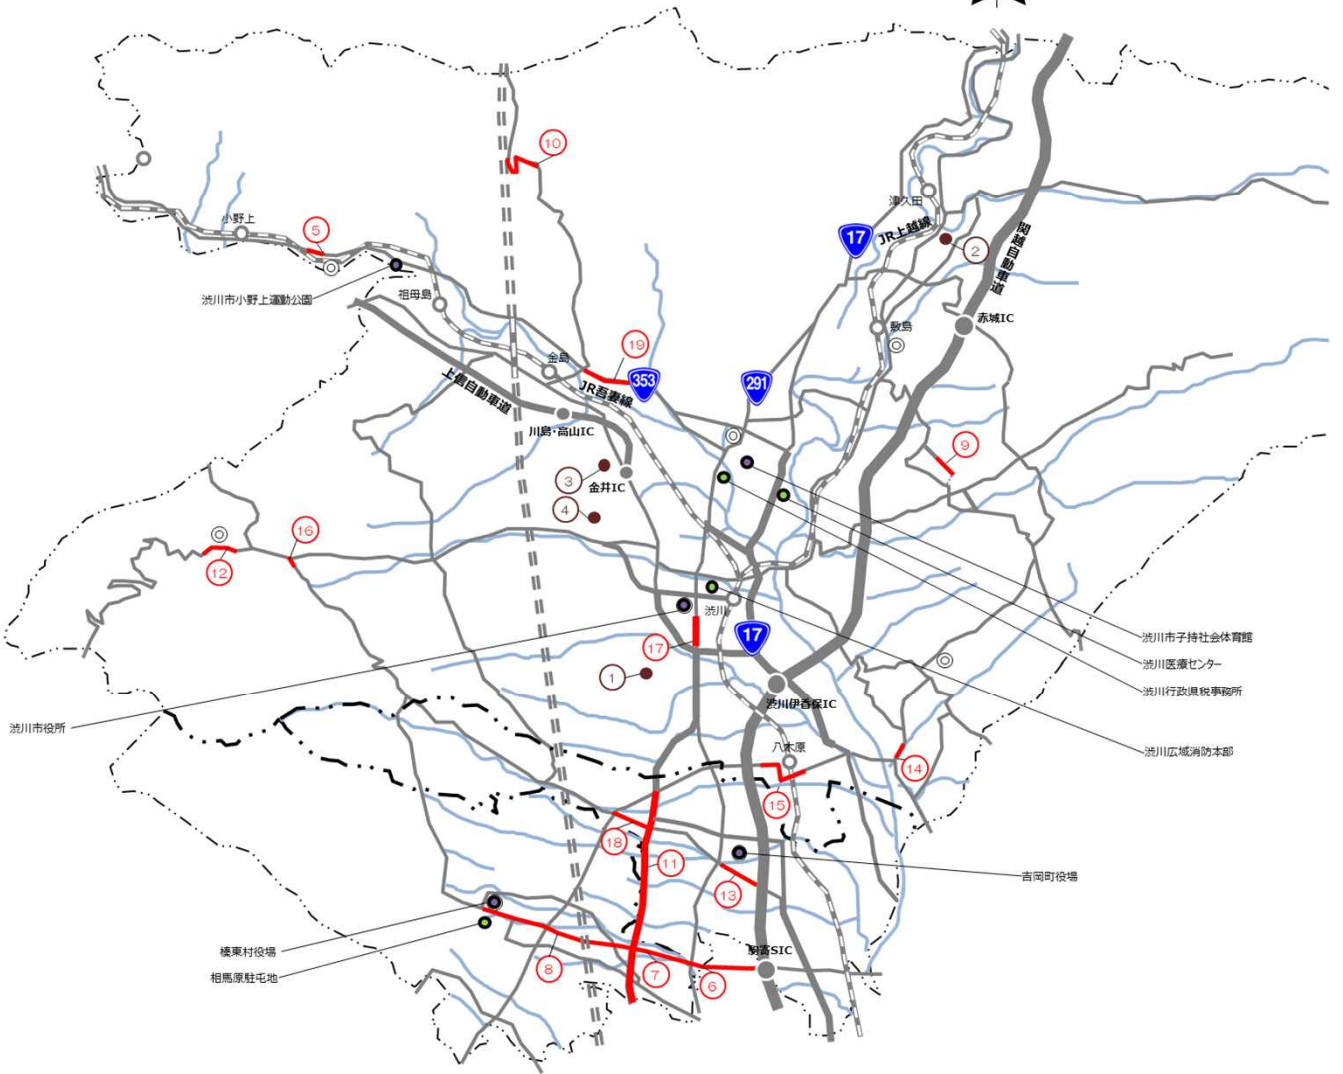 10
津久田
17
JR上越線
2
関越自動車道
小野上
5
渋川市小野上運動公園
祖母島
赤城IC
敷島
金島
19
353
291
JR吾妻線
上信自動車道
川島・高山IC
9
3
金井IC
4
16
12
渋川
17
17
渋川市子持社会体育館
渋川医療センター
渋川行政県税事務所
1
渋川伊香保IC
渋川市役所
八木原
渋川広域消防本部
14
15
18
11
13
吉岡町役場
榛東村役場
相馬原駐屯地
8
7
6
駒寄SIC